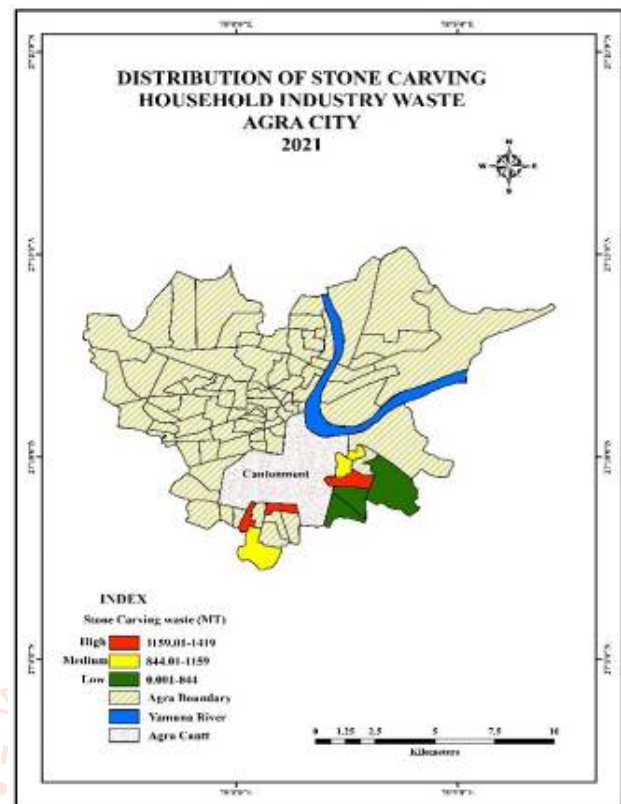 DISTRIBUTION OF STONE CARVING
HOUSEHOLD INDUSTRY WASTE
AGRA CITY
2021
N
W E
S
Cantonment
INDEX
Stone Carving waste (MT)
High 1159.01-1419
Medium 844.01-1159
Low 0.001-844
Agra Boundary
Yamuna River
Agra Cantt
0 1.25 2.5 5 7.5 10
Kilometers